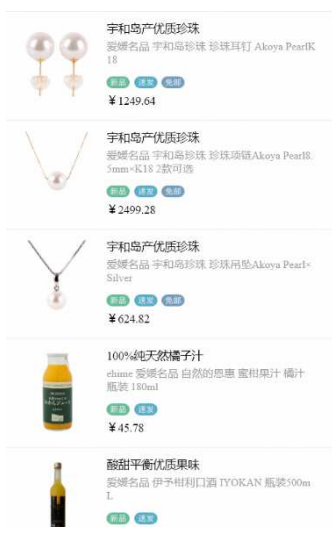 宇和岛产优质珍珠
爱媛名品 宇和岛珍珠 珍珠耳钉 Akoya PearlK
18
新品 速发 免邮
￥1249.64
宇和岛产优质珍珠
爱媛名品 宇和岛珍珠 珍珠项链Akoya Pearl8.
5mm×K18 2款可选
新品 速发 免邮
￥2499.28
宇和岛产优质珍珠
爱媛名品 宇和岛珍珠 珍珠吊坠Akoya Pearl×
Silver
新品 速发 免邮
￥624.82
100%纯天然橘子汁
ehime 爱媛名品 自然的恩惠 蜜柑果汁 橘汁
瓶装 180ml
新品 速发
￥45.78
酸甜平衡优质果味
爱媛名品 伊予柑利口酒 IYOKAN 瓶装500m
L
新品 速发